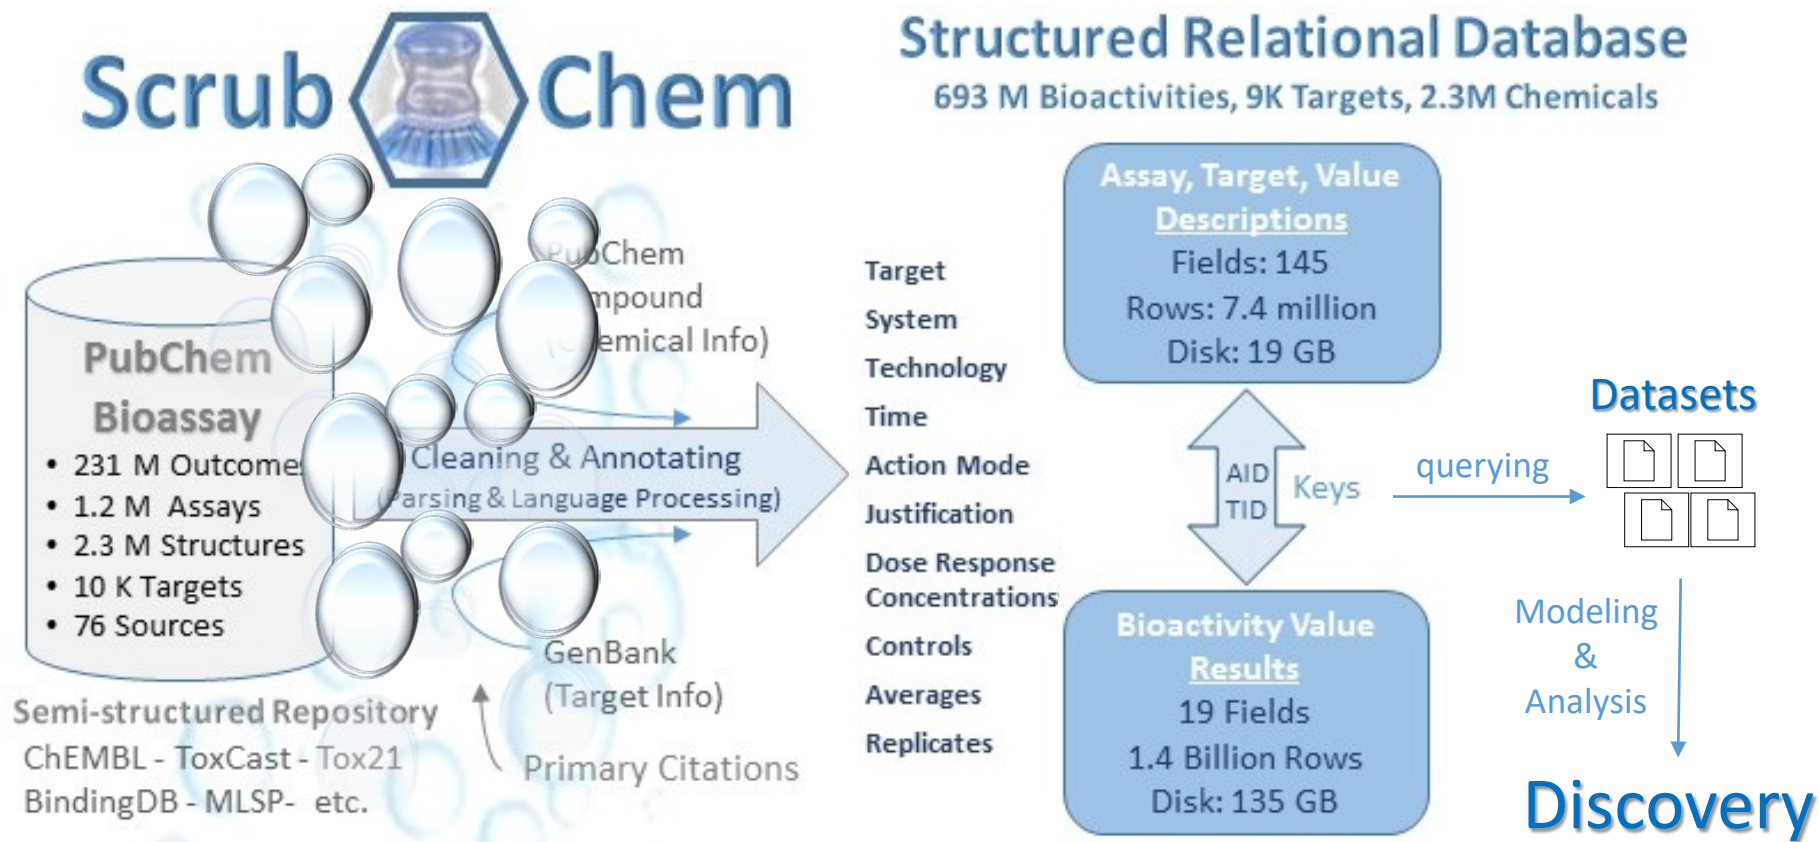 Scrub Chem
PubChem
Bioassay
• 231 M Outcome
• 1.2 M Assays
• 2.3 M Structures
• 10 K Targets
• 76 Sources
Semi-structured Repository
ChEMBL - ToxCast - Tox21
BindingDB - MLSP- etc.
PubChem
mpound
(Chemical Info)
Cleaning & Annotating
(Parsing & Language Processing)
GenBank
(Target Info)
Primary Citations
Structured Relational Database
693 M Bioactivities, 9K Targets, 2.3M Chemicals
Target
System
Technology
Time
Action Mode
Justification
Dose Response
Concentrations
Controls
Averages
Replicates
Assay, Target, Value
Descriptions
Fields: 145
Rows: 7.4 million
Disk: 19 GB
AID
TID
Keys
Bioactivity Value
Results
19 Fields
1.4 Billion Rows
Disk: 135 GB
querying
Datasets
Modeling
&
Analysis
Discovery